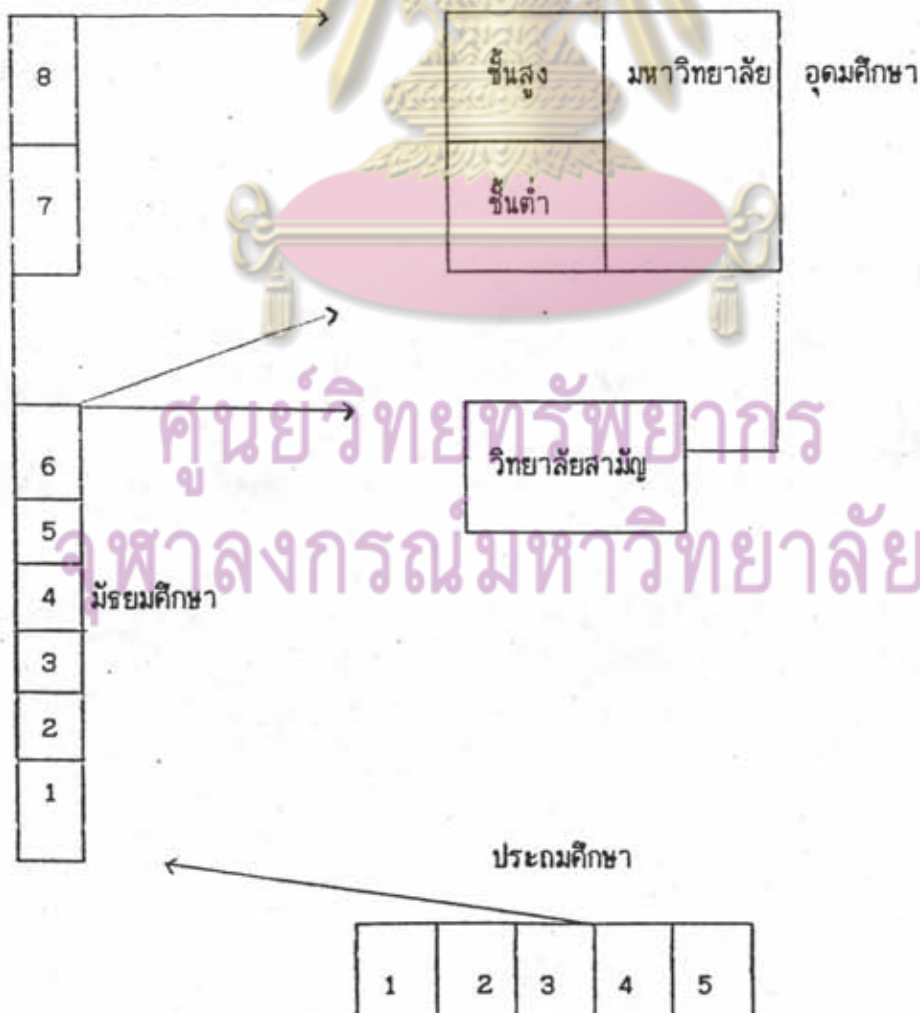 8
ชั้นสูง มหาวิทยาลัย อุดมศึกษา
7
ชั้นต่ำ
ศูนย์วิทยทรัพยากร
6
วิทยาลัยสามัญ
5
จุฬาลงกรณ์มหาวิทยาลัย
4 มัธยมศึกษา
3
2
1
ประถมศึกษา
1 2 3 4 5